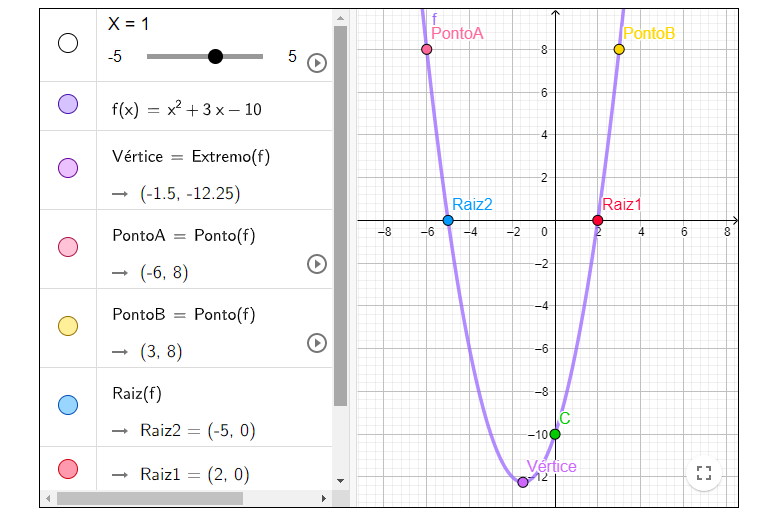 X = 1
-5 5
f(x) = x² + 3 x − 10
Vértice = Extremo(f)
→ (-1.5, -12.25)
PontoA = Ponto(f)
→ (-6, 8)
PontoB = Ponto(f)
→ (3, 8)
Raiz(f)
→ Raiz2 = (-5, 0)
→ Raiz1 = (2, 0)
f
PontoA PontoB
8
6
4
2
Raiz2 Raiz1
−8 −6 −4 −2 0 2 4 6 8
−2
−4
−6
−8
C
−10
Vértice
−12